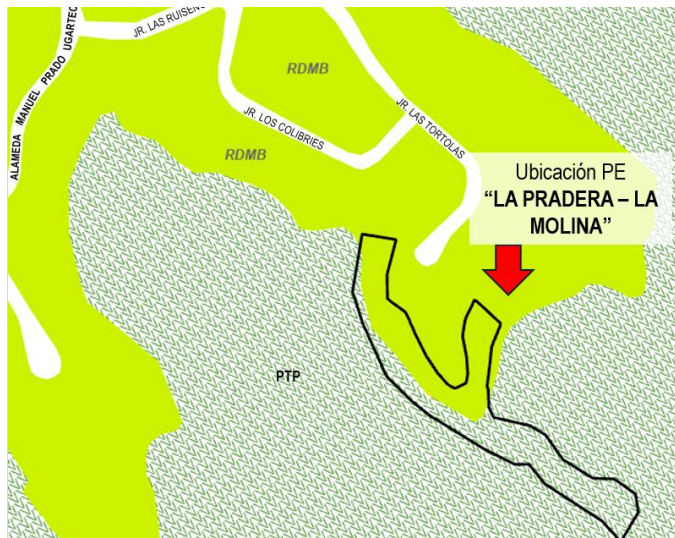 JR. LAS RUISEÑO
ALAMEDA MANUEL PRADO UGARTEC
RDMB
JR. LOS COLIBRIES
JR. LAS TORTOLAS
RDMB
Ubicación PE
“LA PRADERA – LA
MOLINA”
PTP